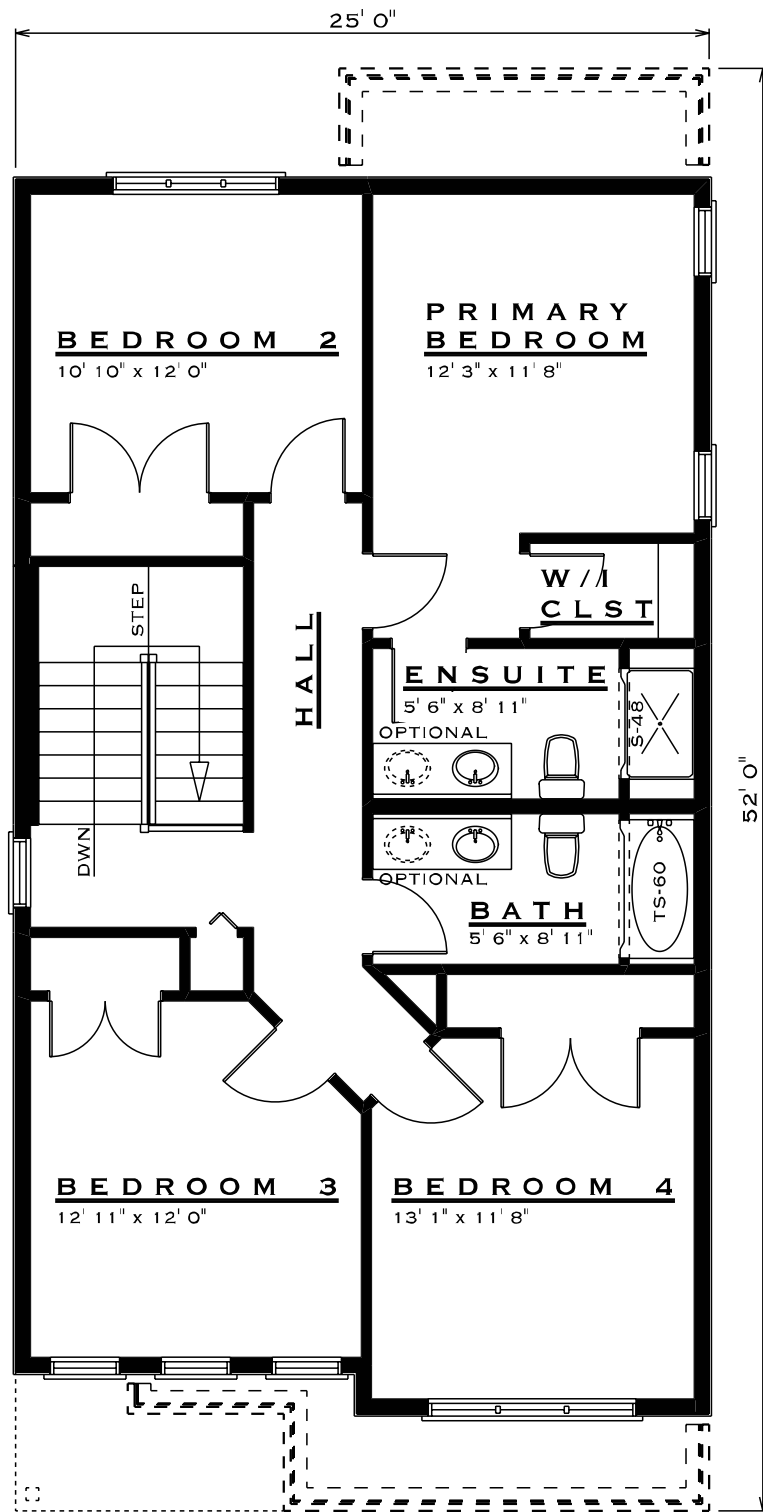 25' 0"
BEDROOM 2
10' 10" x 12' 0"
PRIMARY
BEDROOM
12' 3" x 11' 8"
STEP
W/I
CLST
HALL
ENSUITE
5' 6" x 8' 11"
OPTIONAL
S-48
52' 0"
DWN
OPTIONAL
TS-60
BATH
5' 6" x 8' 11"
BEDROOM 3
12' 11" x 12' 0"
BEDROOM 4
13' 1" x 11' 8"